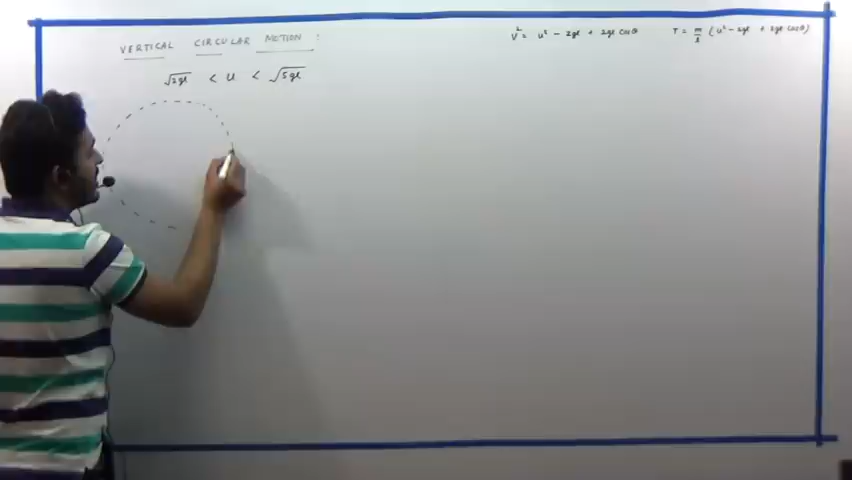 VERTICAL CIRCULAR MOTION :
√2gl < u < √5gl
v² = u² - 2gl + 2gl cosθ
T = m/l (u² - 2gl + 3gl cosθ)